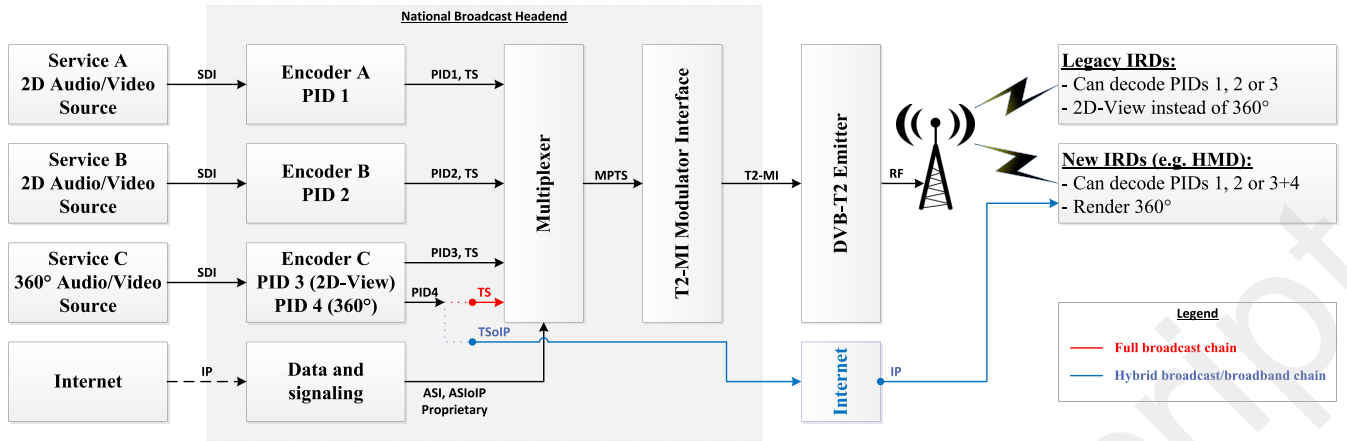 National Broadcast Headend
Service A
2D Audio/Video
Source
SDI
Encoder A
PID 1
PID1, TS
Service B
2D Audio/Video
Source
SDI
Encoder B
PID 2
PID2, TS
Service C
360° Audio/Video
Source
SDI
Encoder C
PID 3 (2D-View)
PID 4 (360°)
PID3, TS
PID4
TS
TSoIP
Internet
IP
Data and
signaling
ASI, ASIoIP
Proprietary
Multiplexer
MPTS
T2-MI Modulator Interface
T2-MI
DVB-T2 Emitter
RF
Internet
IP
Legacy IRDs:
- Can decode PIDs 1, 2 or 3
- 2D-View instead of 360°
New IRDs (e.g. HMD):
- Can decode PIDs 1, 2 or 3+4
- Render 360°
Legend
Full broadcast chain
Hybrid broadcast/broadband chain
script